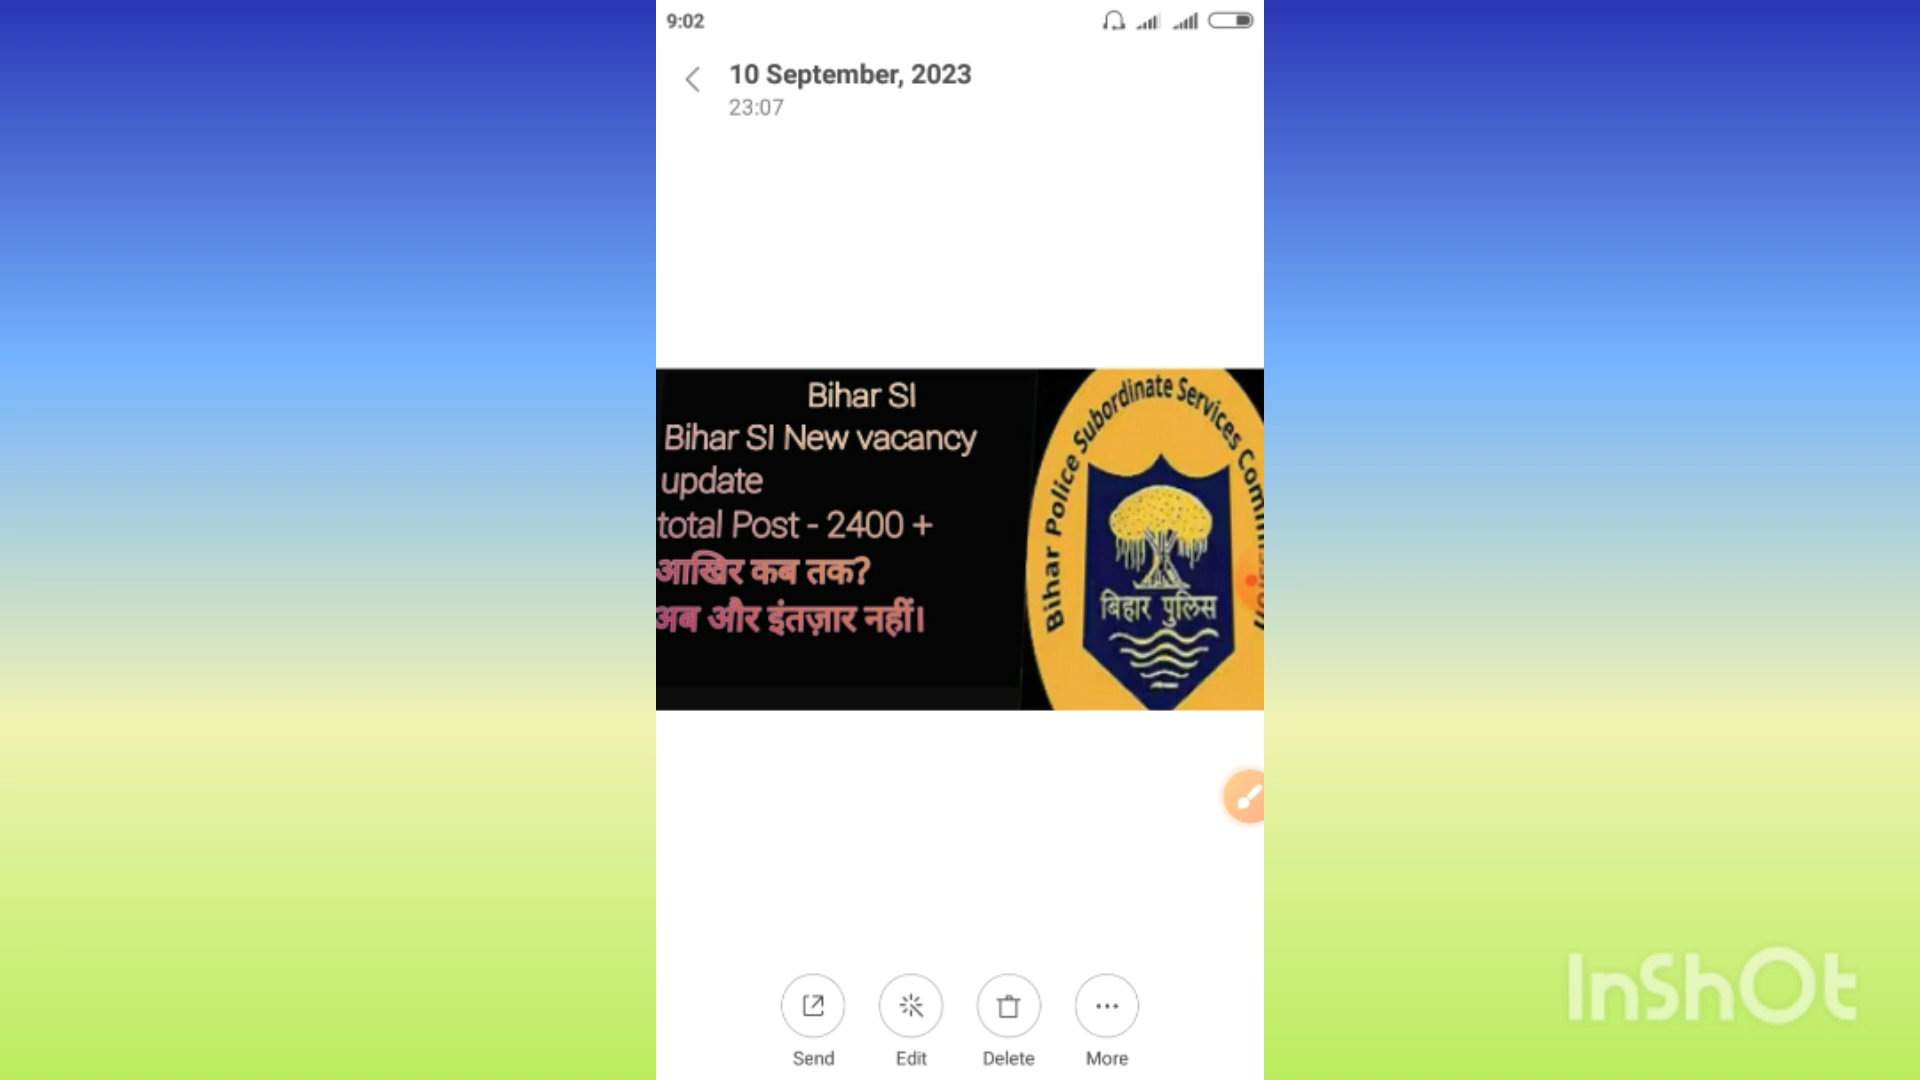 9:02
10 September, 2023
23:07
Bihar SI
Bihar SI New vacancy
update
total Post - 2400 +
आखिर कब तक?
अब और इंतज़ार नहीं।
Bihar Police Subordinate Services
बिहार पुलिस
Send Edit Delete More
InShOt